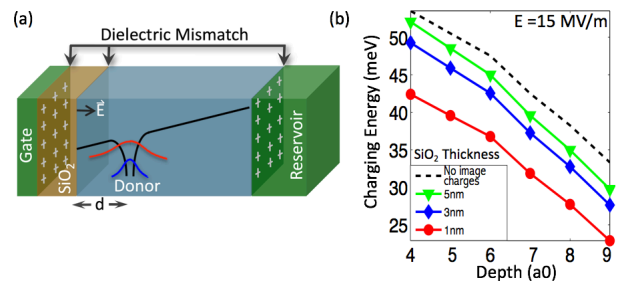 (a)
Dielectric Mismatch
Gate
SiO₂
E
Donor
Reservoir
d
(b)
E =15 MV/m
Charging Energy (meV)
50
45
40
35
30
25
SiO₂ Thickness
No image
charges
5nm
3nm
1nm
4 5 6 7 8 9
Depth (a0)